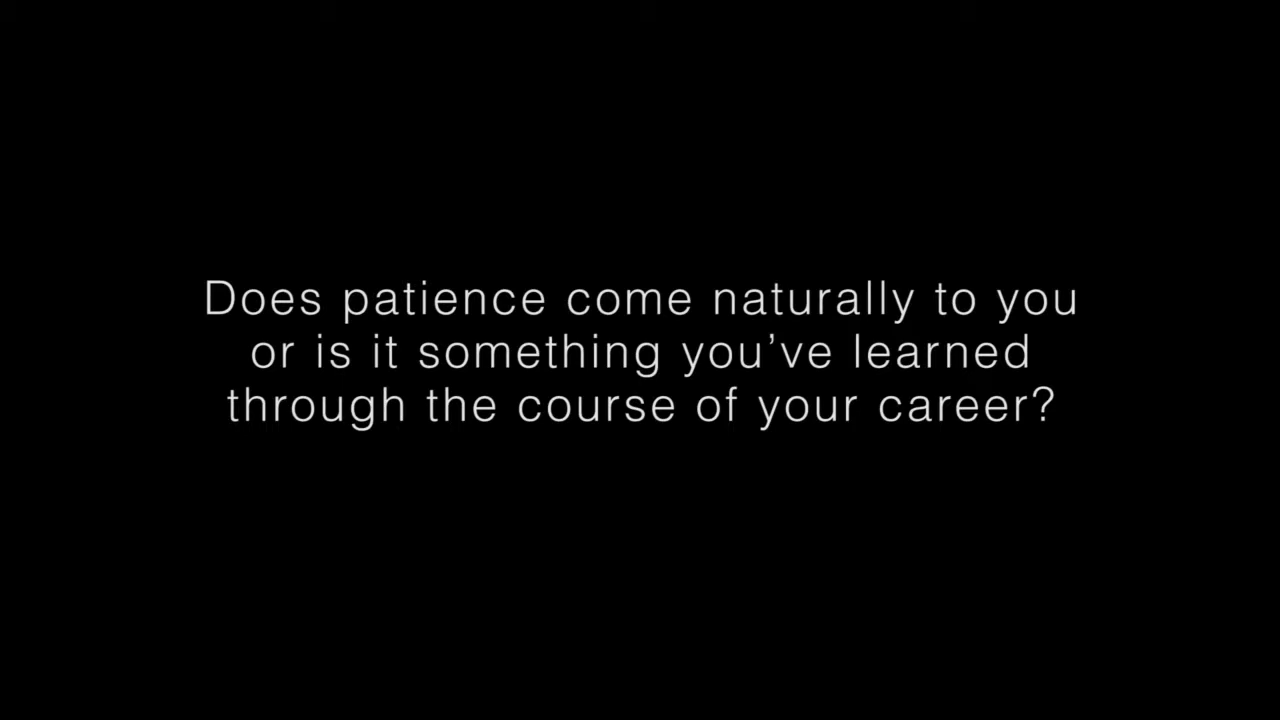 Does patience come naturally to you
or is it something you’ve learned
through the course of your career?